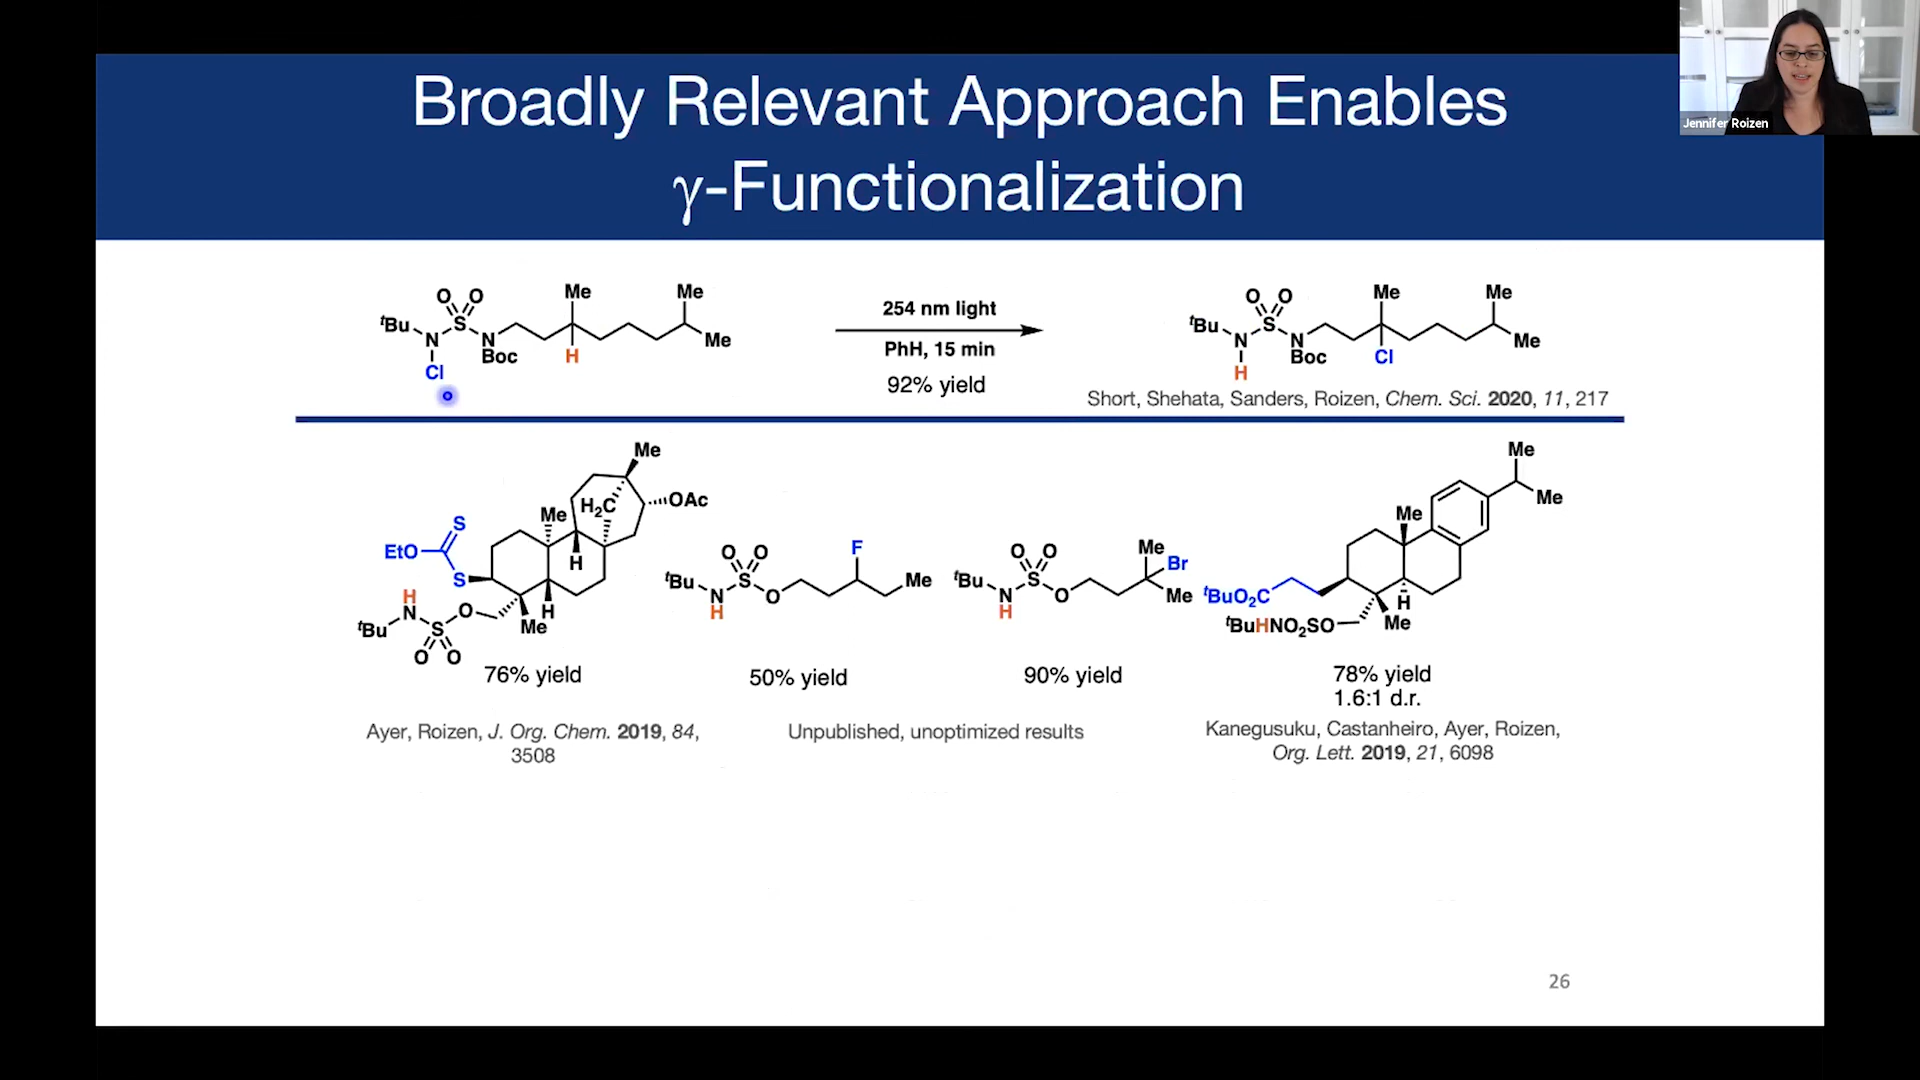 Broadly Relevant Approach Enables
γ-Functionalization
Jennifer Roizen
O O
Me
Me
ᵗBu
N
S
N
Boc
Me
Cl
H
254 nm light
PhH, 15 min
92% yield
O O
Me
Me
ᵗBu
N
S
N
Boc
Me
H
Cl
Short, Shehata, Sanders, Roizen, Chem. Sci. 2020, 11, 217
Me
H₂C
OAc
Me
S
EtO
S
H
H
N
O
H
Me
ᵗBu
S
O O
76% yield
O O
F
ᵗBu
N
S
O
Me
H
50% yield
O O
Me
Br
ᵗBu
N
S
O
Me
H
90% yield
Me
Me
Me
ᵗBuO₂C
H
ᵗBuHNO₂SO
Me
78% yield
1.6:1 d.r.
Ayer, Roizen, J. Org. Chem. 2019, 84,
3508
Unpublished, unoptimized results
Kanegusuku, Castanheiro, Ayer, Roizen,
Org. Lett. 2019, 21, 6098
26